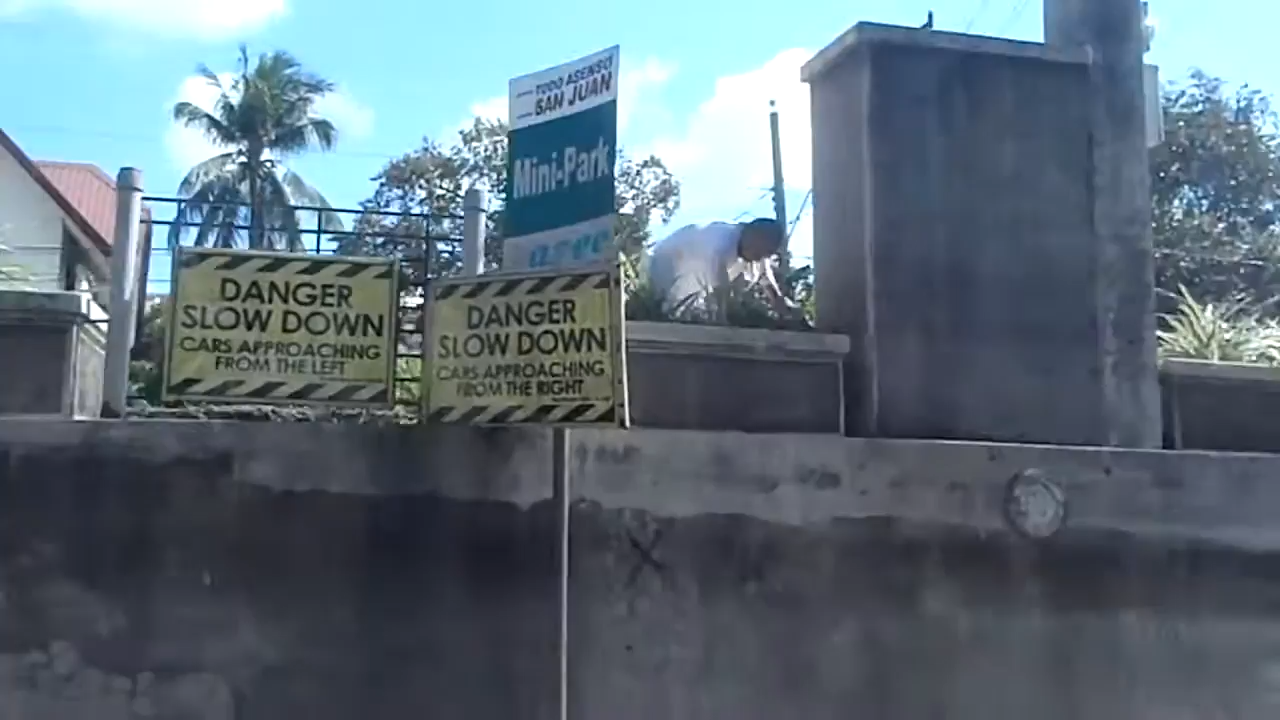 TODO ASENSO
SAN JUAN
Mini-Park
DANGER
SLOW DOWN
CARS APPROACHING
FROM THE LEFT
DANGER
SLOW DOWN
CARS APPROACHING
FROM THE RIGHT
X